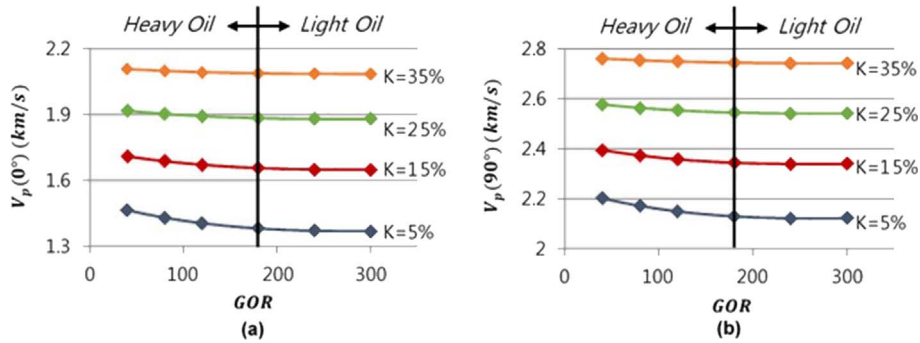 Heavy Oil Light Oil
2.2
1.9
1.6
1.3
V_p(0°) (km/s)
K=35%
K=25%
K=15%
K=5%
0 100 200 300
GOR
(a)
Heavy Oil Light Oil
2.8
2.6
2.4
2.2
2
V_p(90°) (km/s)
K=35%
K=25%
K=15%
K=5%
0 100 200 300
GOR
(b)